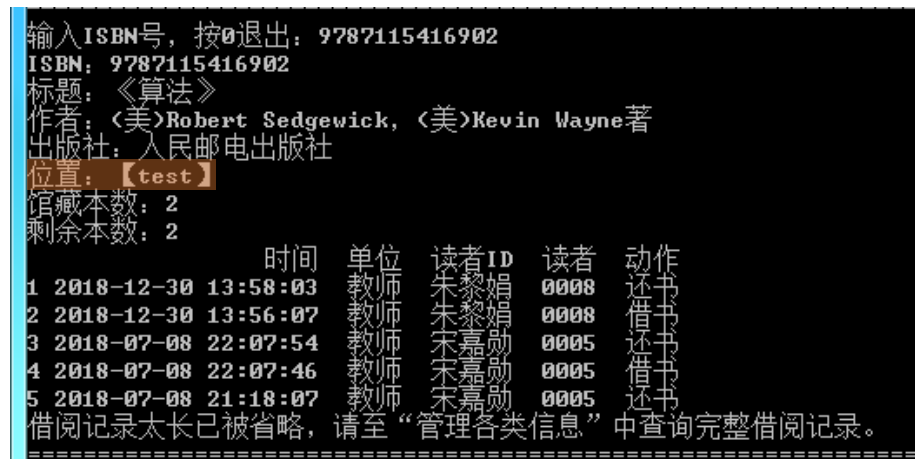 输入ISBN号，按0退出：9787115416902
ISBN：9787115416902
标题：《算法》
作者：(美)Robert Sedgewick, (美)Kevin Wayne著
出版社：人民邮电出版社
位置：【test】
馆藏本数：2
剩余本数：2
时间 单位 读者ID 读者 动作
1 2018-12-30 13:58:03 教师 朱黎娟 0008 还书
2 2018-12-30 13:56:07 教师 朱黎娟 0008 借书
3 2018-07-08 22:07:54 教师 宋嘉勋 0005 还书
4 2018-07-08 22:07:46 教师 宋嘉勋 0005 借书
5 2018-07-08 21:18:07 教师 宋嘉勋 0005 还书
借阅记录太长已被省略，请至“管理各类信息”中查询完整借阅记录。